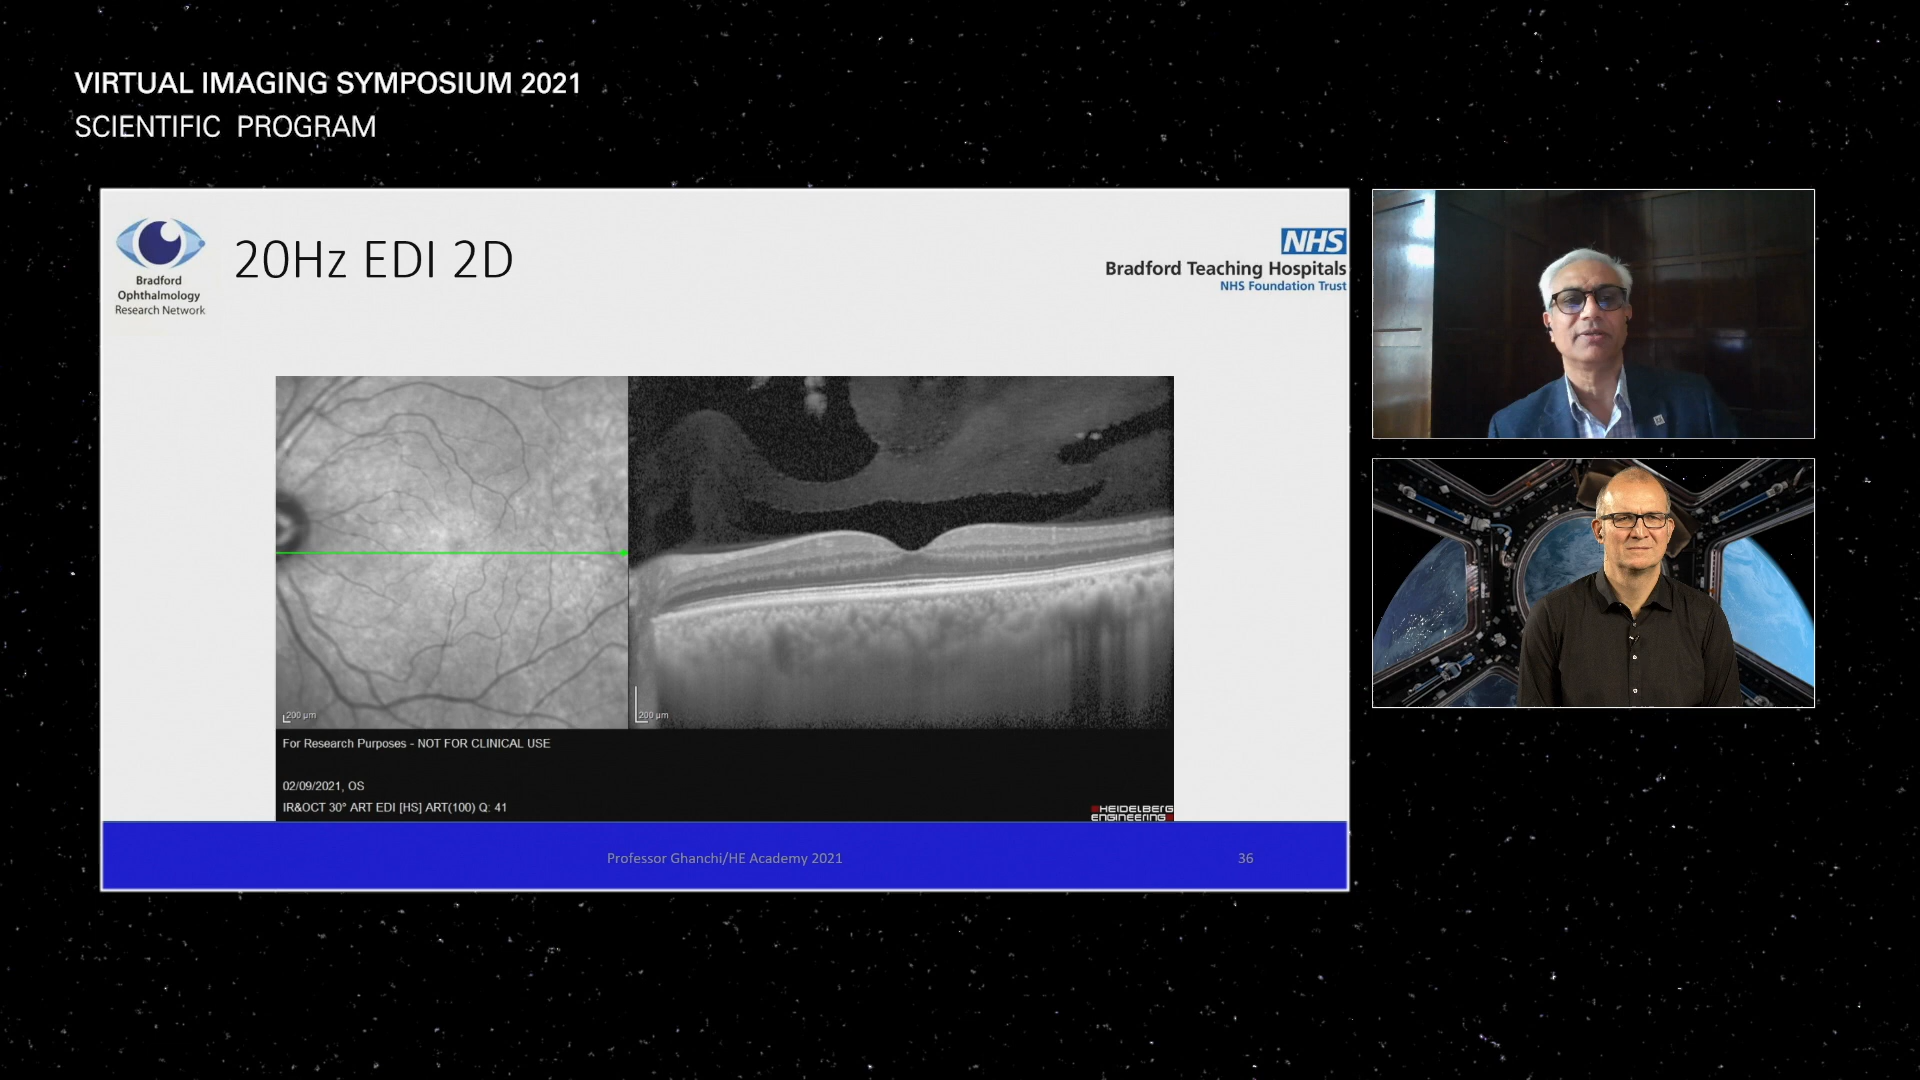 VIRTUAL IMAGING SYMPOSIUM 2021
SCIENTIFIC PROGRAM
Bradford
Ophthalmology
Research Network
20Hz EDI 2D
NHS
Bradford Teaching Hospitals
NHS Foundation Trust
200 µm
200 µm
For Research Purposes - NOT FOR CLINICAL USE
02/09/2021, OS
IR&OCT 30° ART EDI [HS] ART(100) Q: 41
HEIDELBERG
ENGINEERING
Professor Ghanchi/HE Academy 2021
36